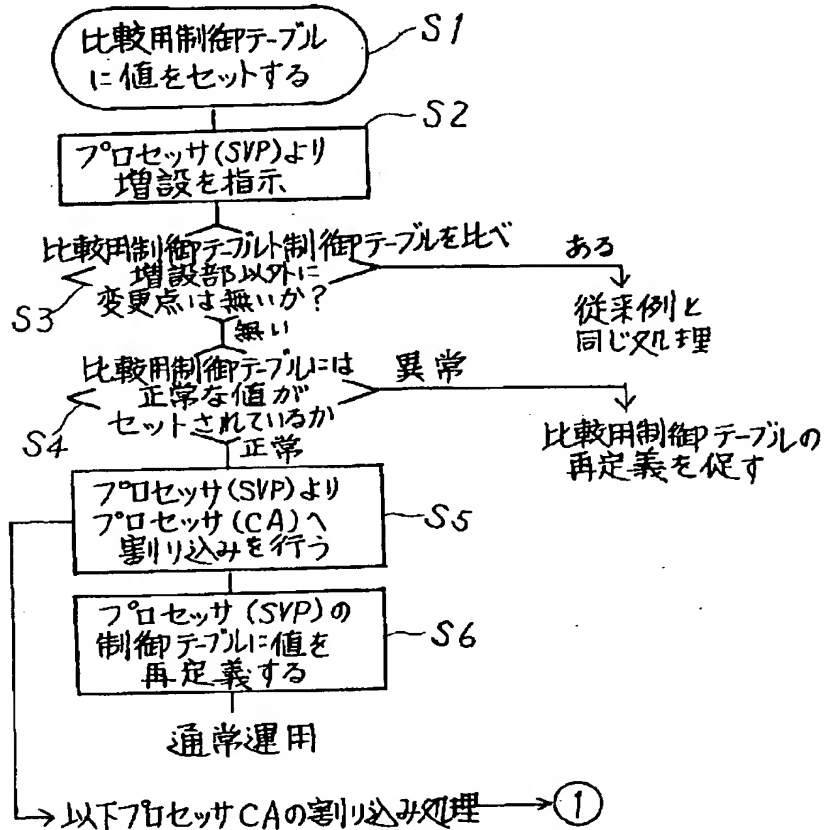 比較用制御テーブル
に値をセットする
S1
S2
プロセッサ(SVP)より
増設を指示
比較用制御テーブルト制御テーブルを比べ
増設部以外に
変更点は無いか?
S3
ある
従来例と
同じ処理
無い
比較用制御テーブルには
正常な値が
セットされているか
S4
異常
比較用制御テーブルの
再定義を促す
正常
プロセッサ(SVP)より
プロセッサ(CA)へ
割り込みを行う
S5
プロセッサ(SVP)の
制御テーブルに値を
再定義する
S6
通常運用
以下プロセッサCAの割り込み処理
1